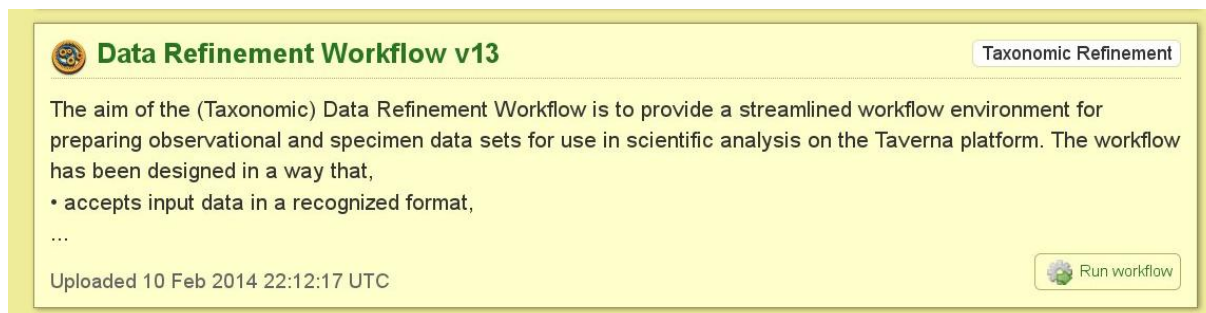 Data Refinement Workflow v13
Taxonomic Refinement
The aim of the (Taxonomic) Data Refinement Workflow is to provide a streamlined workflow environment for
preparing observational and specimen data sets for use in scientific analysis on the Taverna platform. The workflow
has been designed in a way that,
• accepts input data in a recognized format,
...
Uploaded 10 Feb 2014 22:12:17 UTC
Run workflow